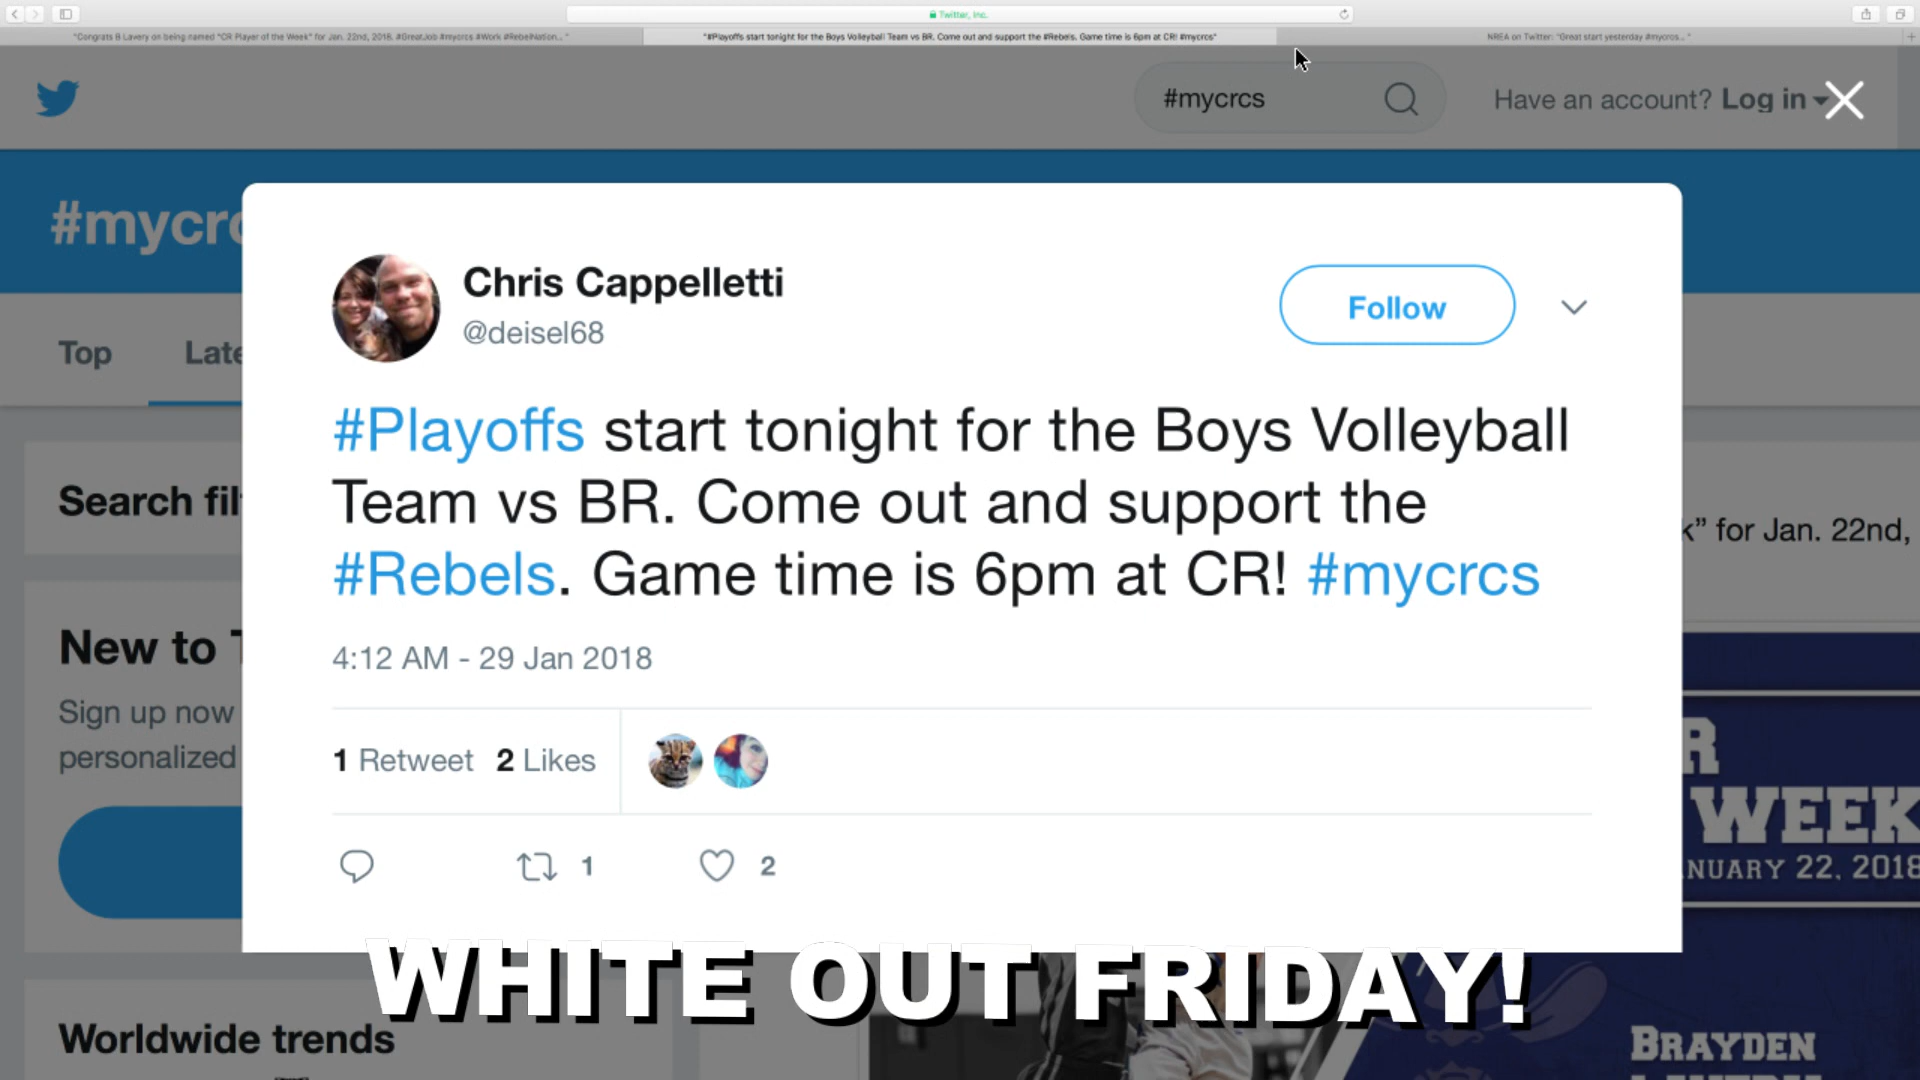 Twitter, Inc.
"Congrats B Lavery on being named "CR Player of the Week" for Jan. 22nd, 2018. #GreatJob #mycrcs #Work #RebelNation... "
"#Playoffs start tonight for the Boys Volleyball Team vs BR. Come out and support the #Rebels. Game time is 6pm at CR! #mycrcs"
NREA on Twitter: "Great start yesterday #mycrcs... "
#mycrcs
Have an account? Log in
#mycrc
Top
Late
Search fil
New to T
Sign up now
personalized
Worldwide trends
Chris Cappelletti
@deisel68
Follow
#Playoffs start tonight for the Boys Volleyball
Team vs BR. Come out and support the
#Rebels. Game time is 6pm at CR! #mycrcs
4:12 AM - 29 Jan 2018
1 Retweet 2 Likes
1
2
k" for Jan. 22nd,
R
WEEK
NUARY 22, 2018
WHITE OUT FRIDAY!
BRAYDEN